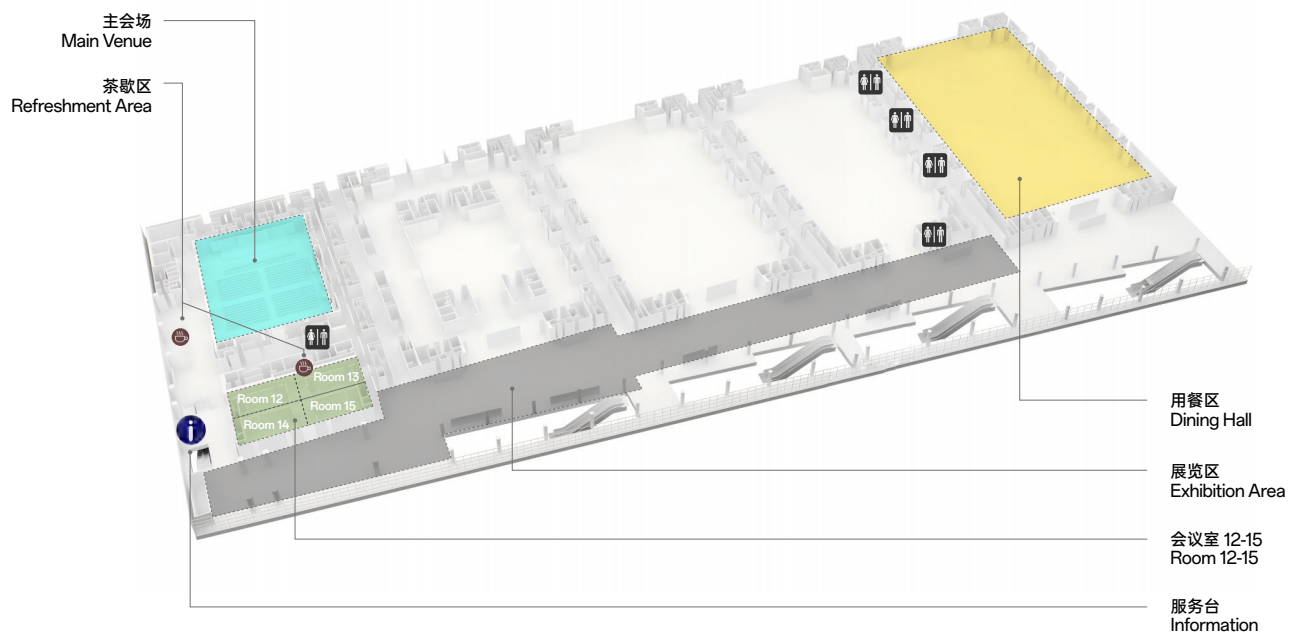 主会场
Main Venue
茶歇区
Refreshment Area
Room 13
Room 12
Room 15
Room 14
i
用餐区
Dining Hall
展览区
Exhibition Area
会议室 12-15
Room 12-15
服务台
Information